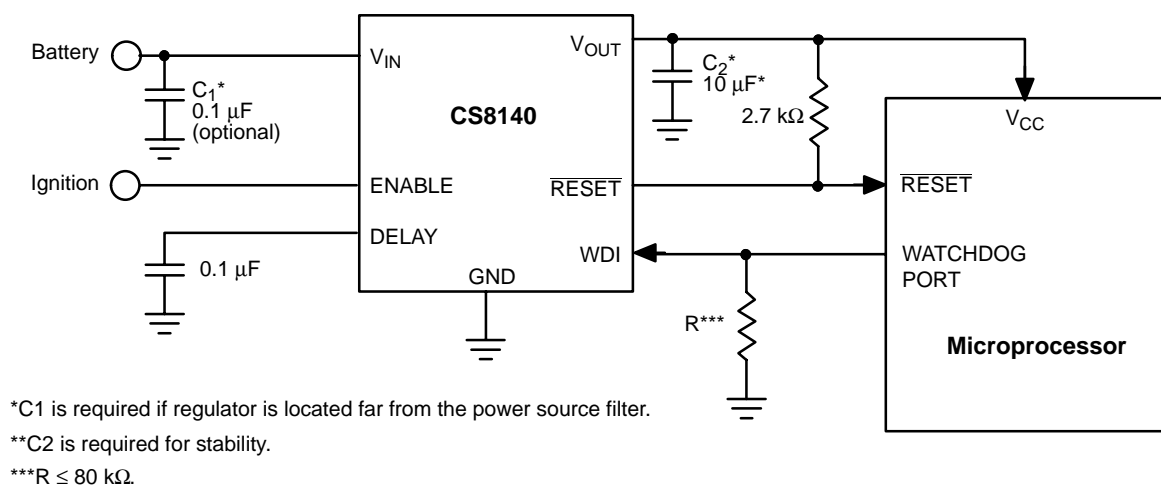 Battery
C1*
0.1 μF
(optional)
Ignition
0.1 μF
VIN
ENABLE
DELAY
CS8140
GND
VOUT
RESET
WDI
C2*
10 μF*
2.7 kΩ
R***
VCC
RESET
WATCHDOG
PORT
Microprocessor
*C1 is required if regulator is located far from the power source filter.
**C2 is required for stability.
***R ≤ 80 kΩ.